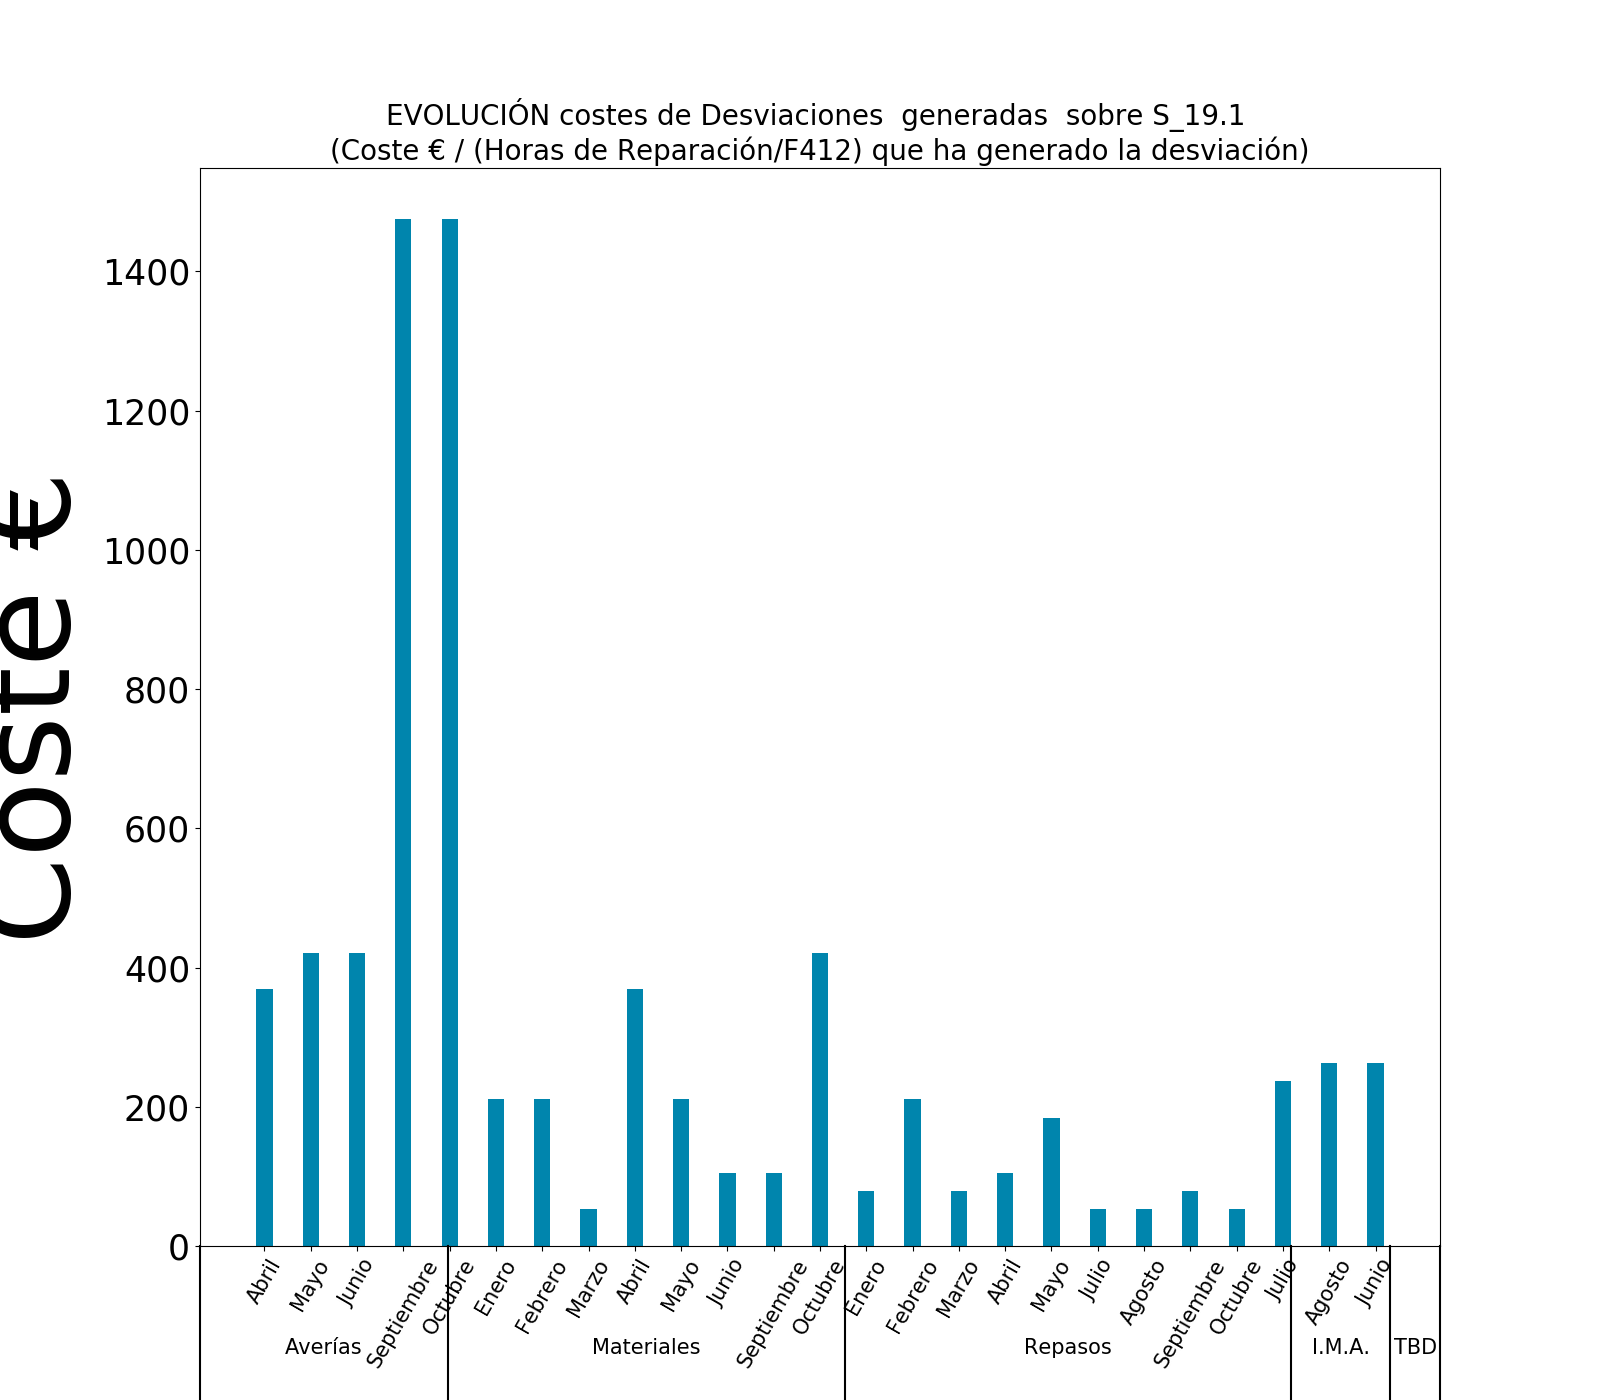 EVOLUCIÓN costes de Desviaciones  generadas  sobre S_19.1
(Coste € / (Horas de Reparación/F412) que ha generado la desviación)
Coste €
1400
1200
1000
800
600
400
200
0
Abril
Mayo
Junio
Septiembre
Octubre
Enero
Febrero
Marzo
Abril
Mayo
Junio
Septiembre
Octubre
Enero
Febrero
Marzo
Abril
Mayo
Julio
Agosto
Septiembre
Octubre
Julio
Agosto
Junio
Averías
Materiales
Repasos
I.M.A.
TBD